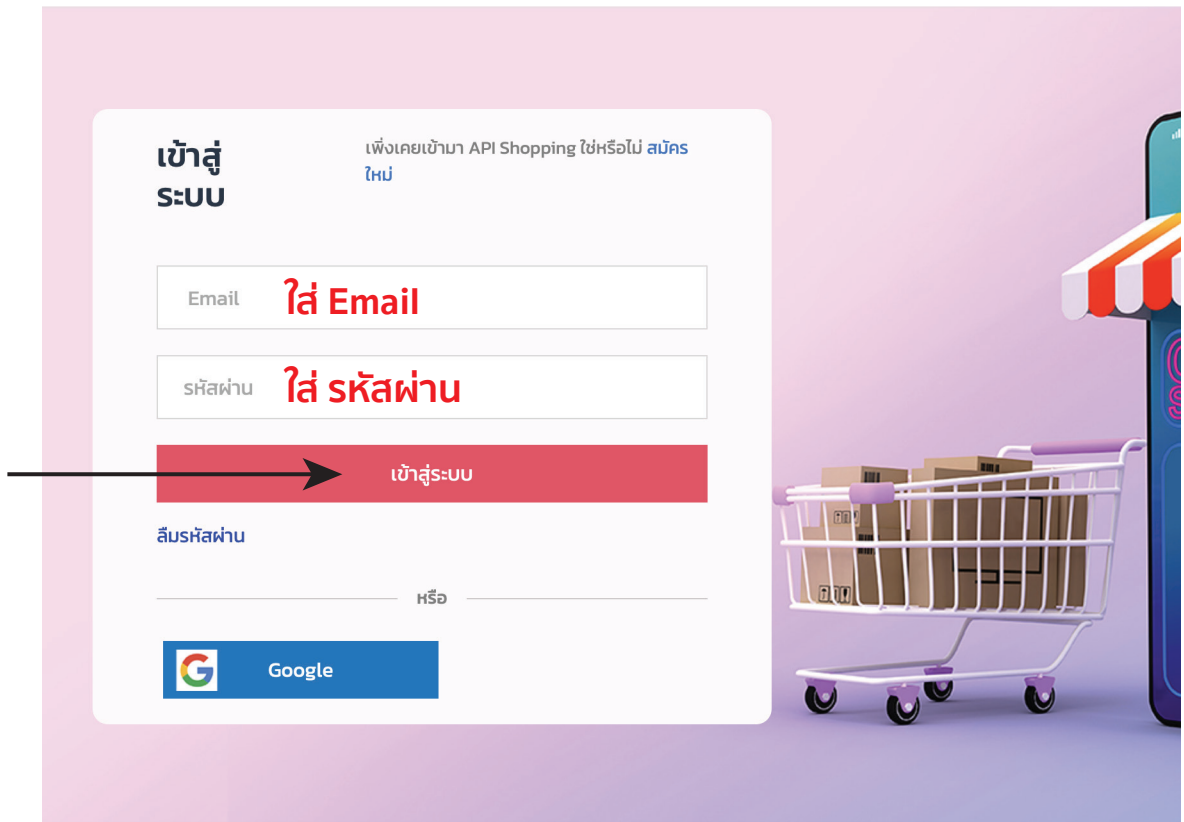 เข้าสู่
ระบบ
เพิ่งเคยเข้ามา API Shopping ใช่หรือไม่ สมัคร
ใหม่
Email ใส่ Email
รหัสผ่าน ใส่ รหัสผ่าน
เข้าสู่ระบบ
ลืมรหัสผ่าน
หรือ
G Google